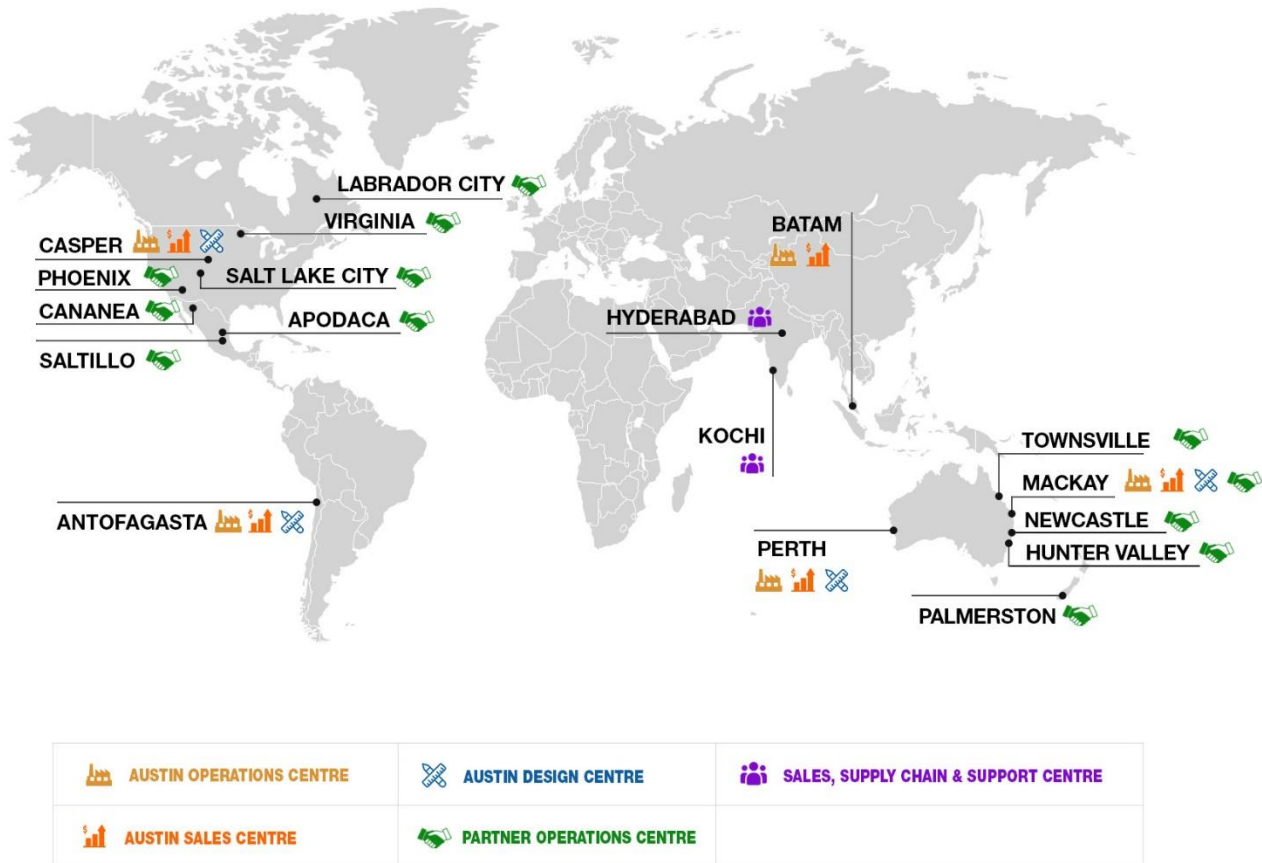 LABRADOR CITY
VIRGINIA
BATAM
CASPER
PHOENIX
SALT LAKE CITY
CANANEA
APODACA
HYDERABAD
SALTILLO
KOCHI
TOWNSVILLE
MACKAY
ANTOFAGASTA
NEWCASTLE
PERTH
HUNTER VALLEY
PALMERSTON
AUSTIN OPERATIONS CENTRE
AUSTIN DESIGN CENTRE
SALES, SUPPLY CHAIN & SUPPORT CENTRE
AUSTIN SALES CENTRE
PARTNER OPERATIONS CENTRE